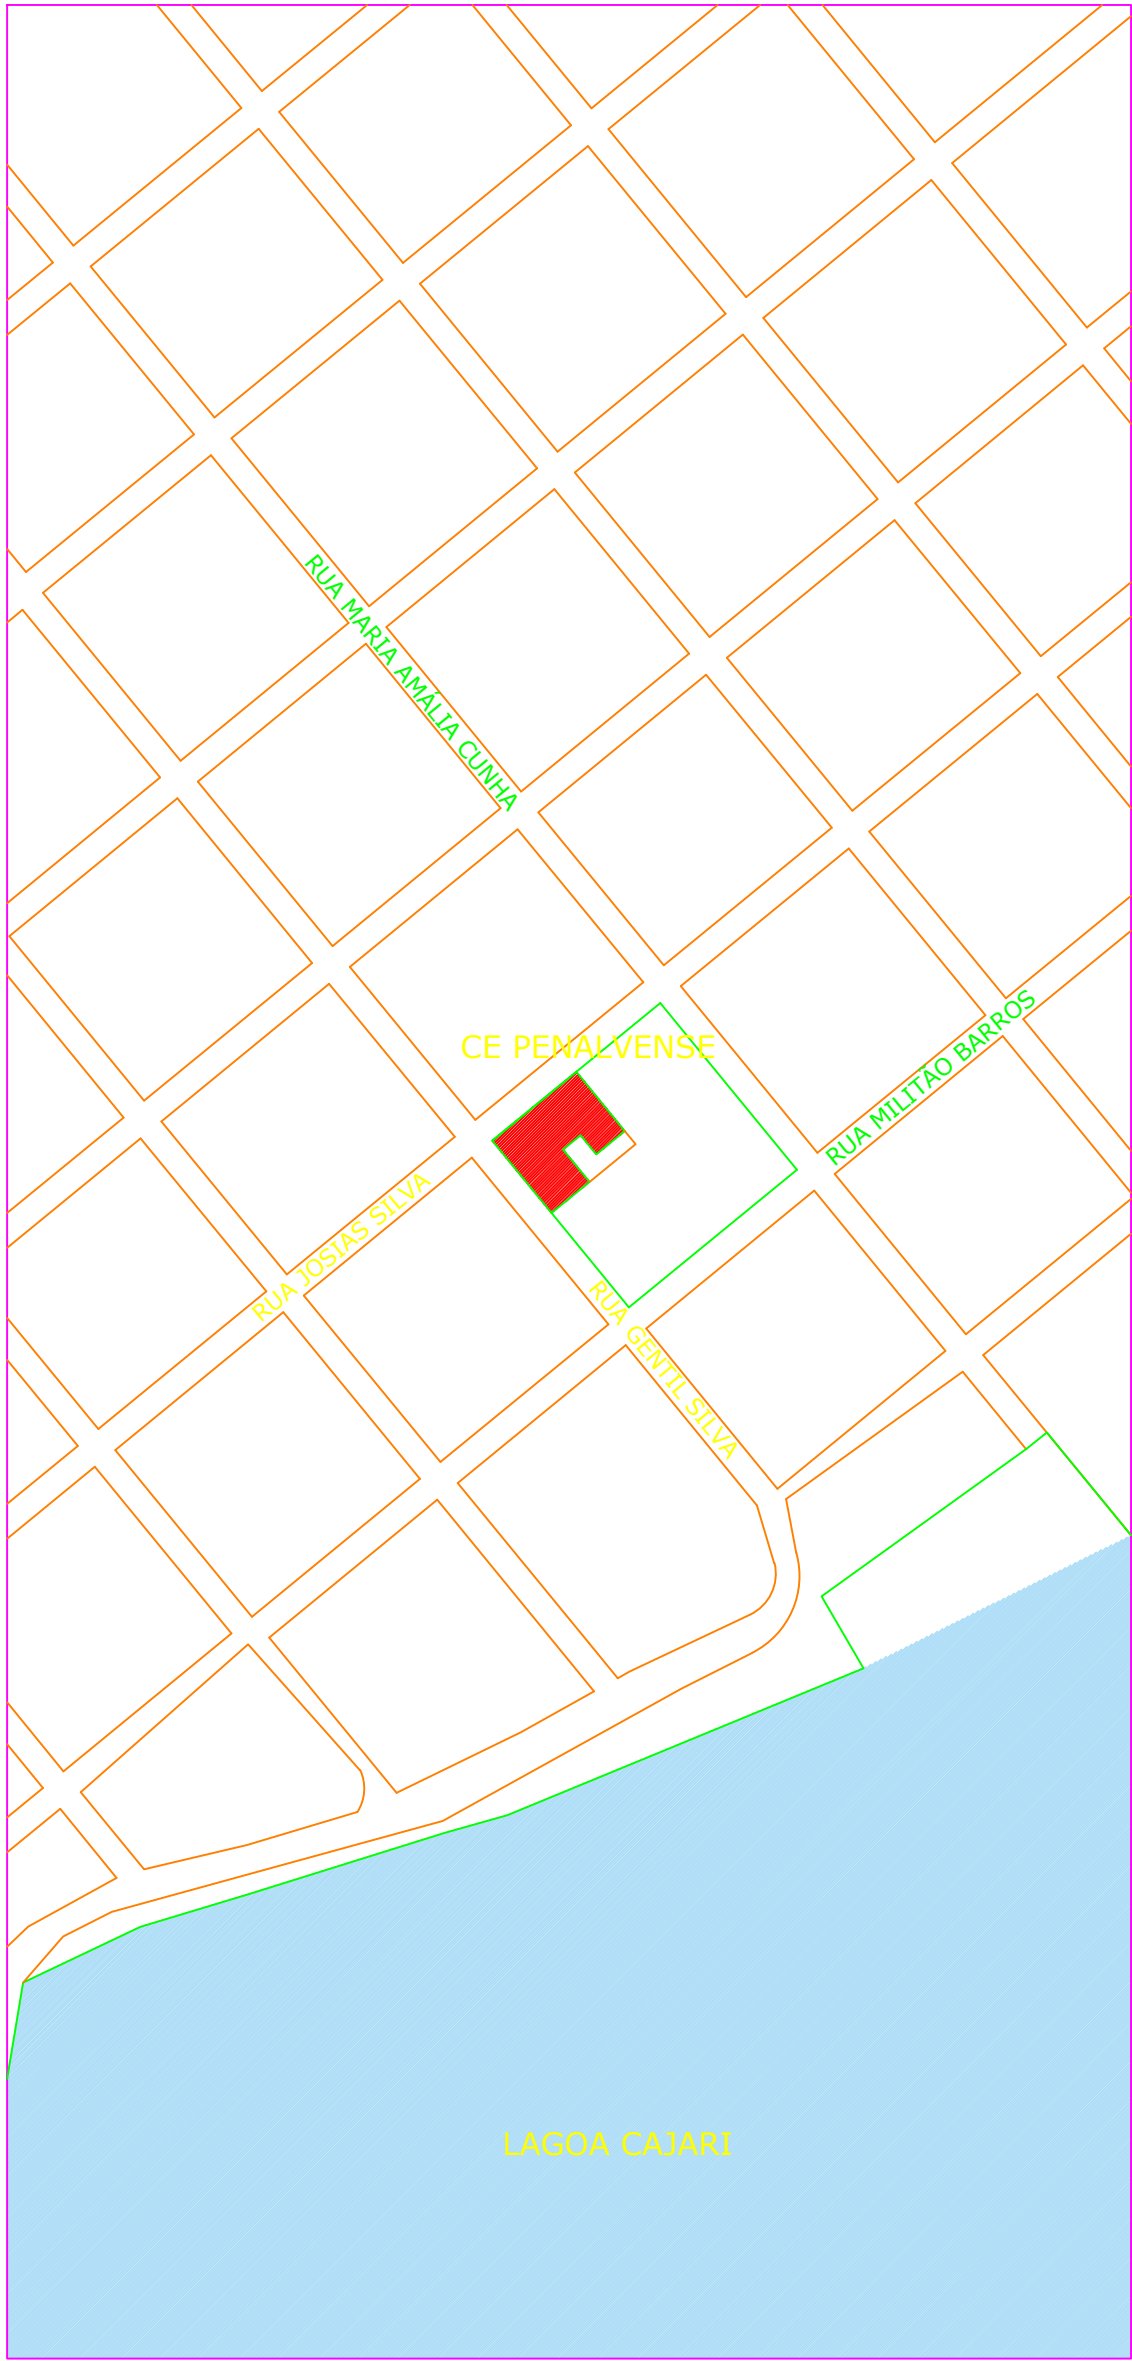 RUA MARIA AMÁLIA CUNHA
CE PENALVENSE
RUA MILITÃO BARROS
RUA JOSIAS SILVA
RUA GENTIL SILVA
LAGOA CAJARI